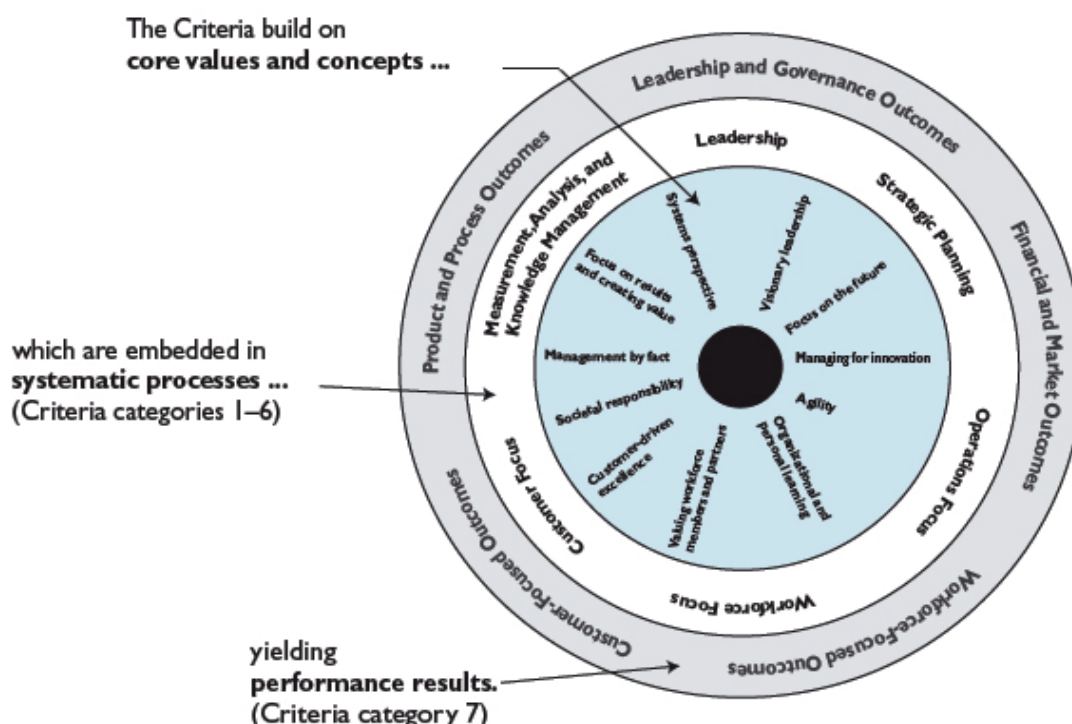 The Criteria build on
core values and concepts ...
which are embedded in
systematic processes ...
(Criteria categories 1–6)
yielding
performance results.
(Criteria category 7)
Leadership and Governance Outcomes
Financial and Market Outcomes
Workforce-Focused Outcomes
Customer-Focused Outcomes
Product and Process Outcomes
Leadership
Strategic Planning
Operations Focus
Workforce Focus
Customer Focus
Measurement, Analysis, and
Knowledge Management
Systems perspective
Visionary leadership
Focus on the future
Managing for innovation
Agility
Organizational and
personal learning
Valuing workforce
members and partners
Customer-driven
excellence
Societal responsibility
Management by fact
Focus on results
and creating value